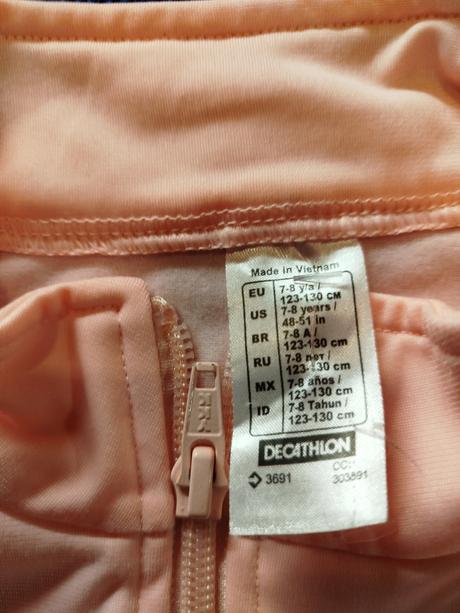 Made in Vietnam
EU 7-8 y/a / 123-130 CM
US 7-8 years / 48-51 in
BR 7-8 A / 123-130 cm
RU 7-8 лет / 123-130 cm
MX 7-8 años / 123-130 cm
ID 7-8 Tahun / 123-130 cm
DECATHLON
3691
CC:
303891